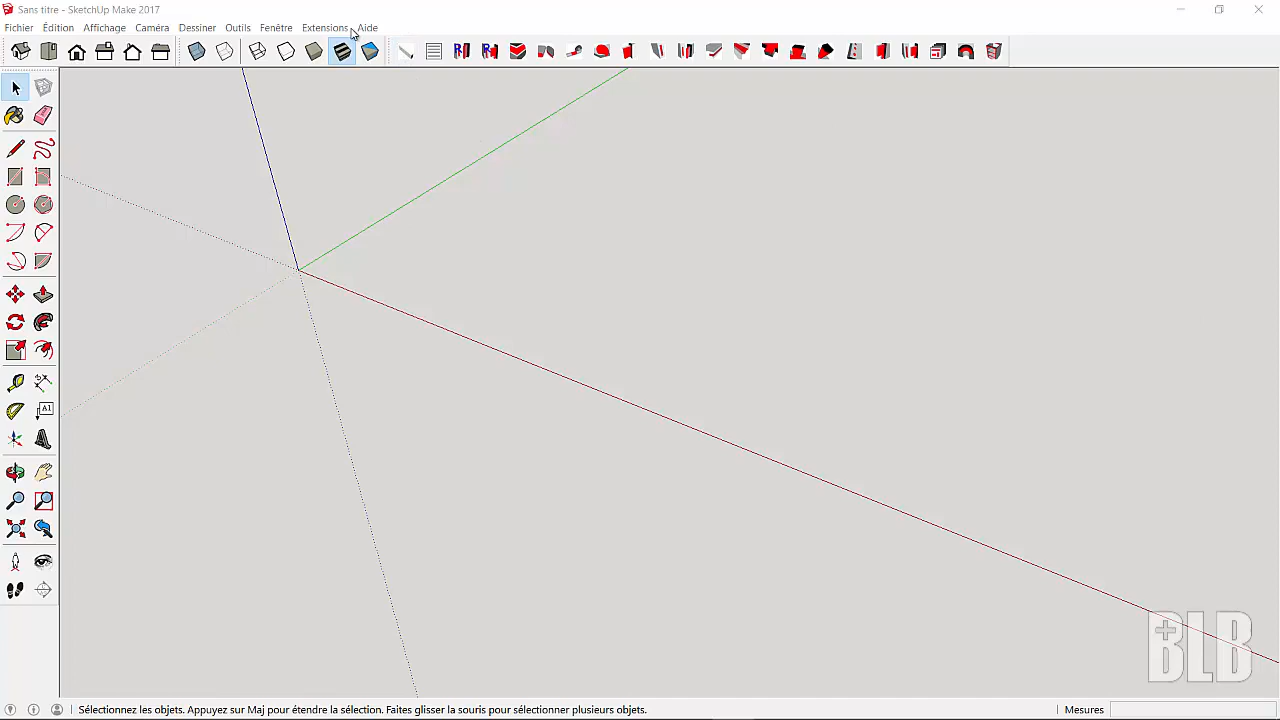 Sans titre - SketchUp Make 2017
Fichier Édition Affichage Caméra Dessiner Outils Fenêtre Extensions Aide
A1
BLB
Sélectionnez les objets. Appuyez sur Maj pour étendre la sélection. Faites glisser la souris pour sélectionner plusieurs objets.
Mesures